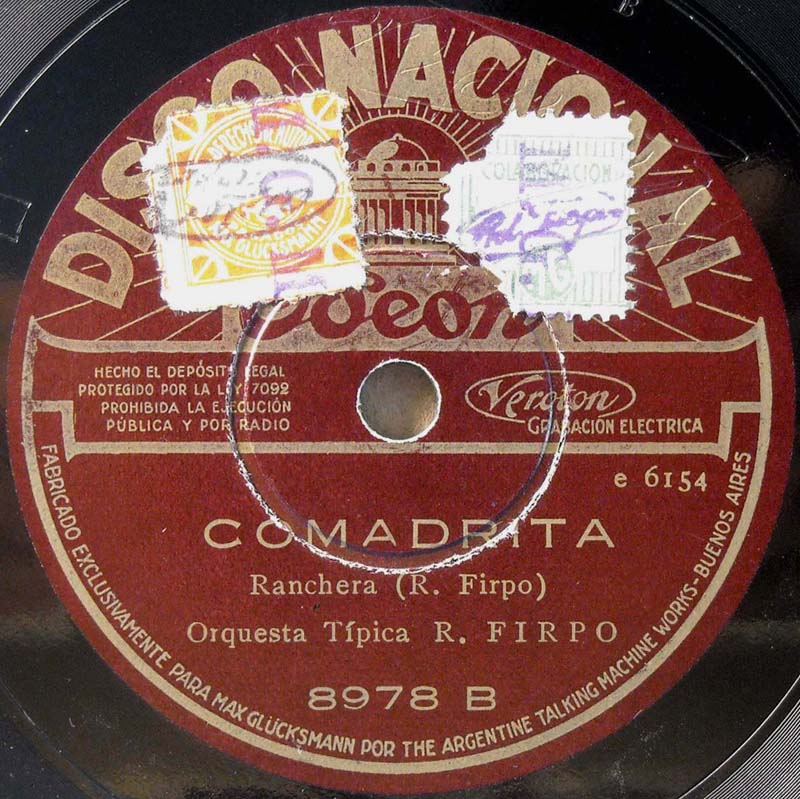 DISCO NACIONAL
DERECHO
GLÜCKSMANN
COLABORACION
Odeon
HECHO EL DEPÓSITO LEGAL
PROTEGIDO POR LA LEY 7092
PROHIBIDA LA EJECUCIÓN
PÚBLICA Y POR RADIO
Veroton
GRABACIÓN ELECTRICA
e 6154
COMADRITA
Ranchera (R. Firpo)
Orquesta Típica R. FIRPO
8978 B
FABRICADO EXCLUSIVAMENTE PARA MAX GLÜCKSMANN POR THE ARGENTINE TALKING MACHINE WORKS-BUENOS AIRES
B